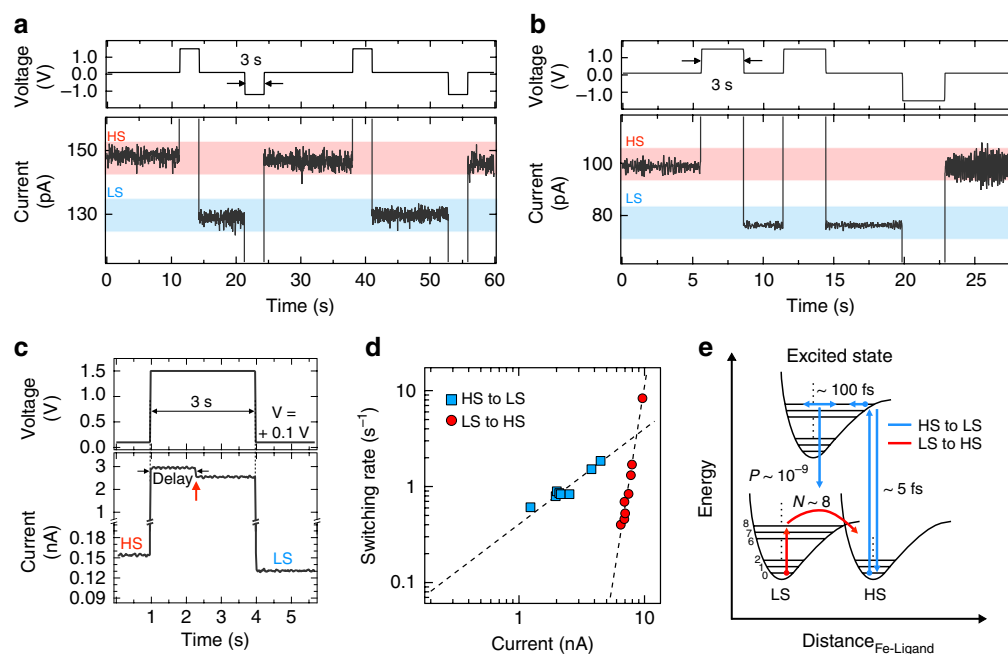 a
Voltage (V)
1.0
0.0
−1.0
3 s
Current (pA)
150
130
HS
LS
0 10 20 30 40 50 60
Time (s)
b
Voltage (V)
1.0
0.0
−1.0
3 s
Current (pA)
100
80
HS
LS
0 5 10 15 20 25
Time (s)
c
Voltage (V)
1.5
1.0
0.5
0.0
3 s
V =
+ 0.1 V
Current (nA)
3
2
1
0.18
0.15
0.12
0.09
Delay
HS
LS
0 1 2 3 4 5
Time (s)
d
Switching rate (s⁻¹)
10
1
0.1
HS to LS
LS to HS
1 10
Current (nA)
e
Excited state
~ 100 fs
HS to LS
LS to HS
P ~ 10⁻⁹
N ~ 8
~ 5 fs
Energy
8
7
6
2
1
0
LS
HS
Distance_Fe-Ligand